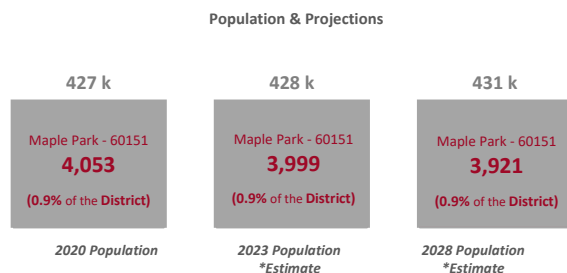 Population & Projections
427 k
428 k
431 k
Maple Park - 60151
4,053
(0.9% of the District)
Maple Park - 60151
3,999
(0.9% of the District)
Maple Park - 60151
3,921
(0.9% of the District)
2020 Population
2023 Population
*Estimate
2028 Population
*Estimate